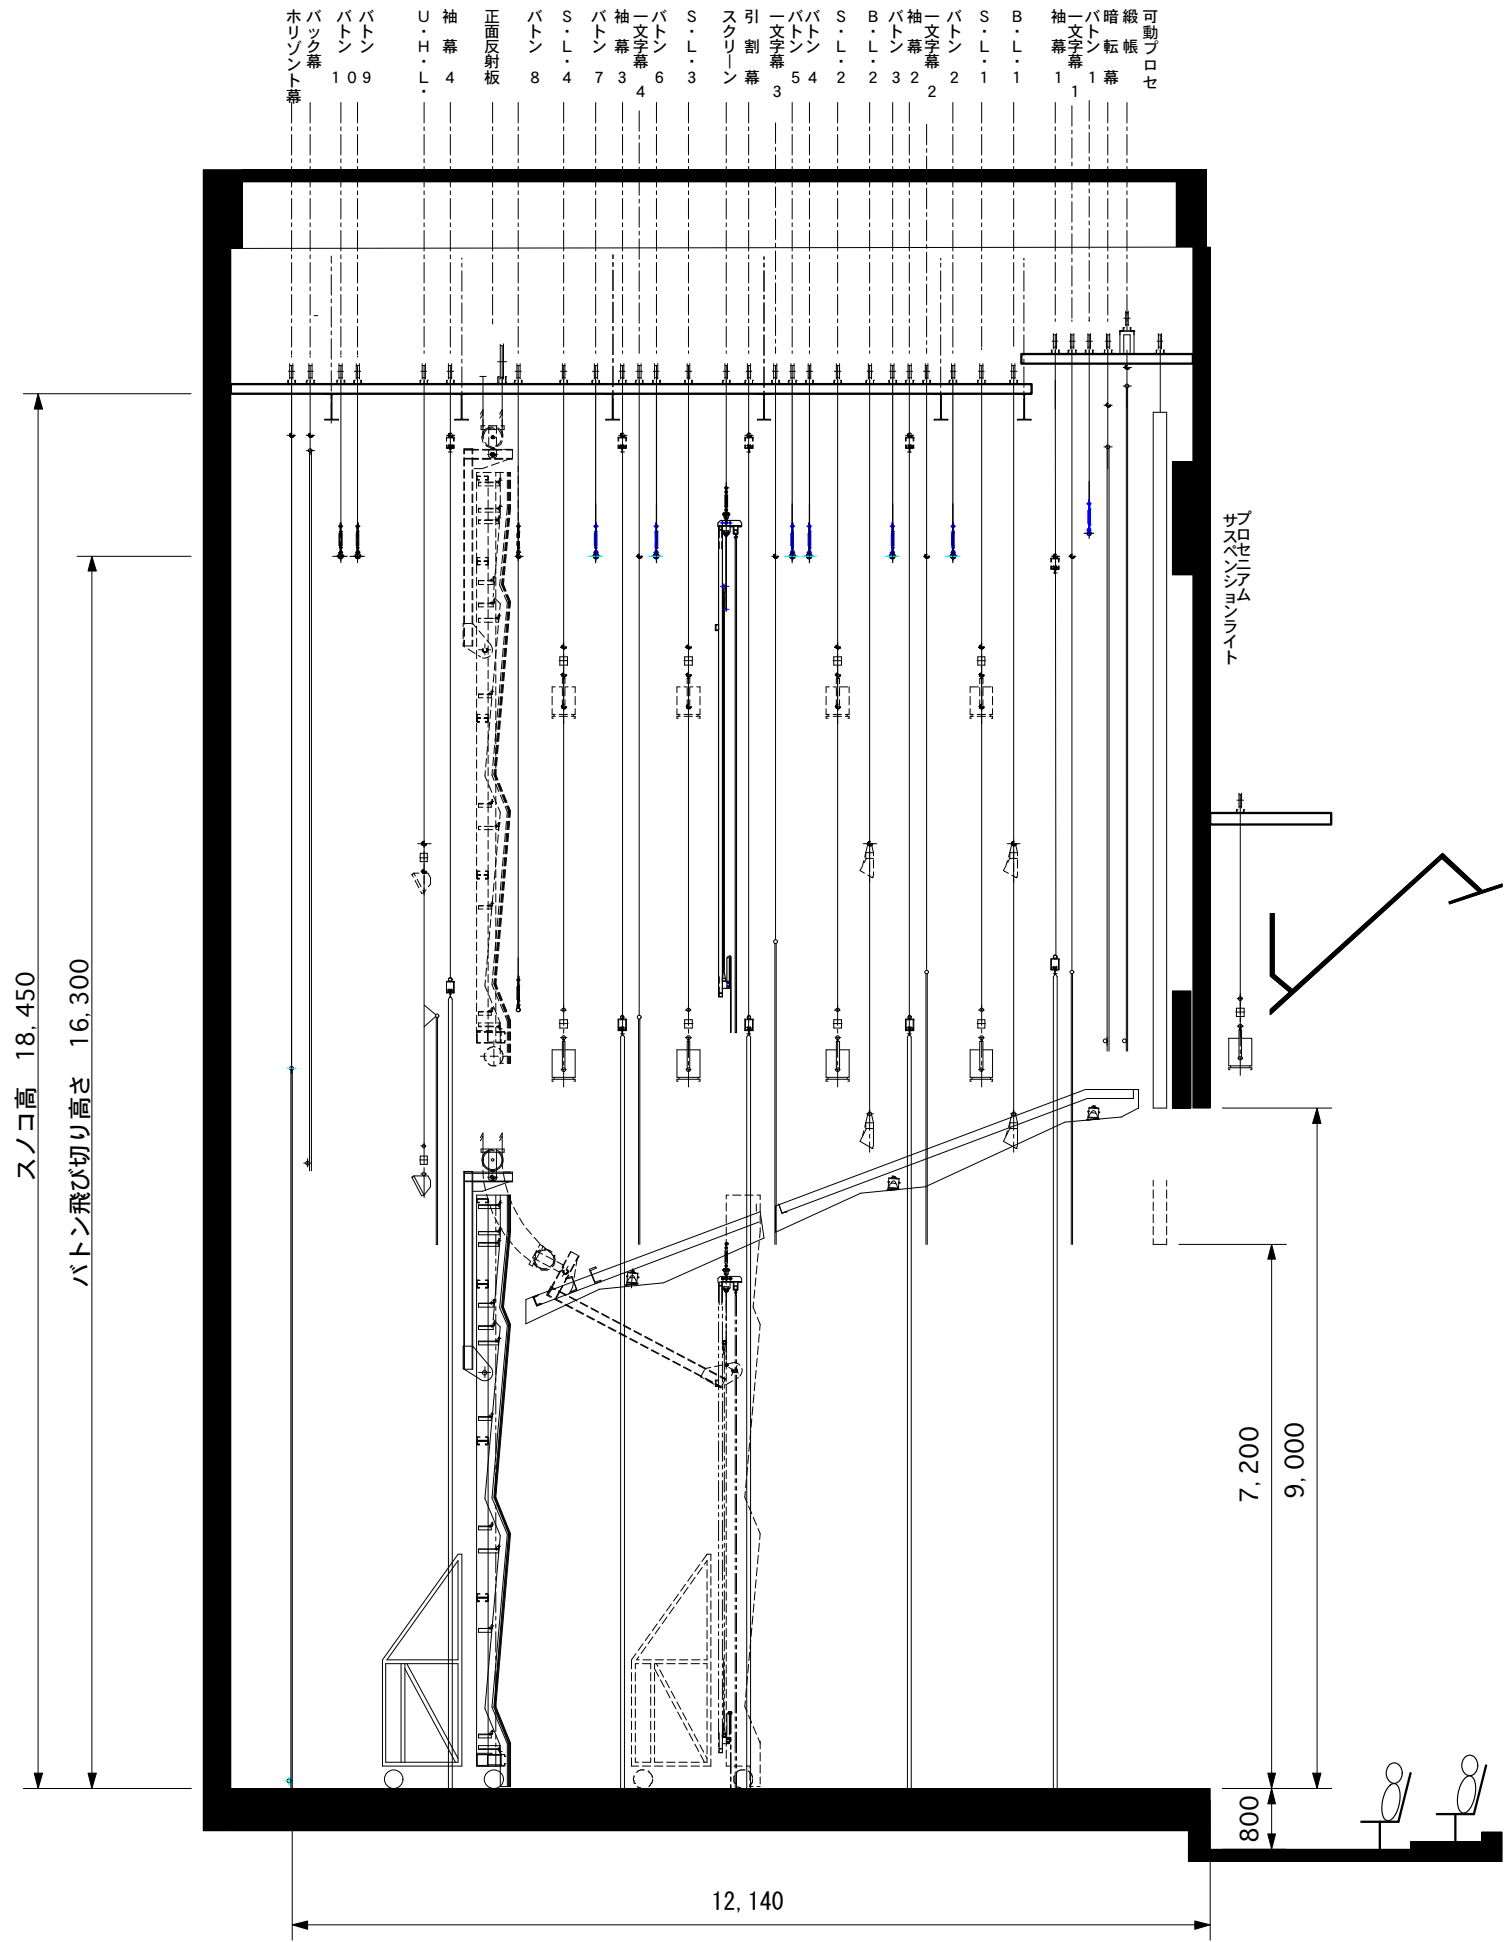 ホリゾント幕
バック幕
バトン 10
バトン 9
U・H・L・
袖 幕 4
正面反射板
バトン 8
S・L・4
バトン 7
袖 幕 3
一文字幕 4
バトン 6
S・L・3
スクリーン
引 割 幕
一文字幕 3
バトン 5
バトン 4
S・L・2
B・L・2
バトン 3
袖 幕 2
一文字幕 2
バトン 2
S・L・1
B・L・1
袖 幕 1
一文字幕 1
バトン 1
暗 転 幕
緞 帳
可動プロセ
プロセニアム
サスペンションライト
スノコ高 18,450
バトン飛び切り高さ 16,300
7,200
9,000
800
12,140